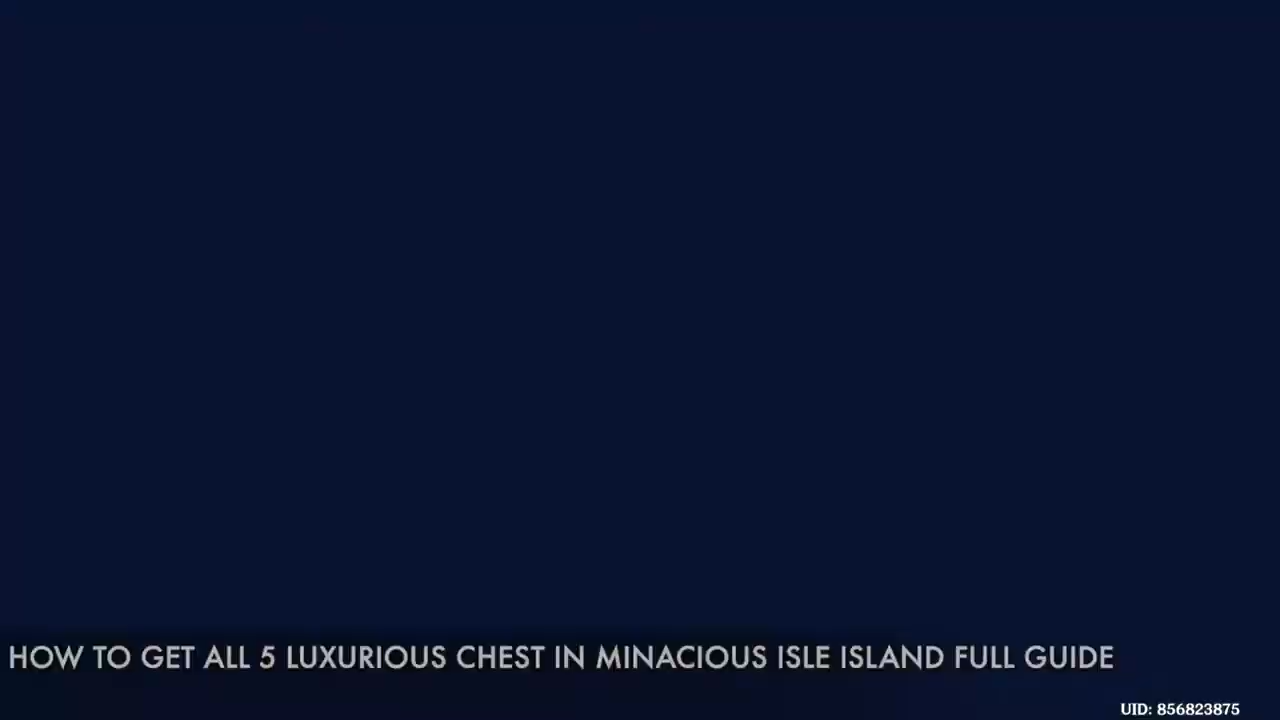 HOW TO GET ALL 5 LUXURIOUS CHEST IN MINACIOUS ISLE ISLAND FULL GUIDE
UID: 856823875